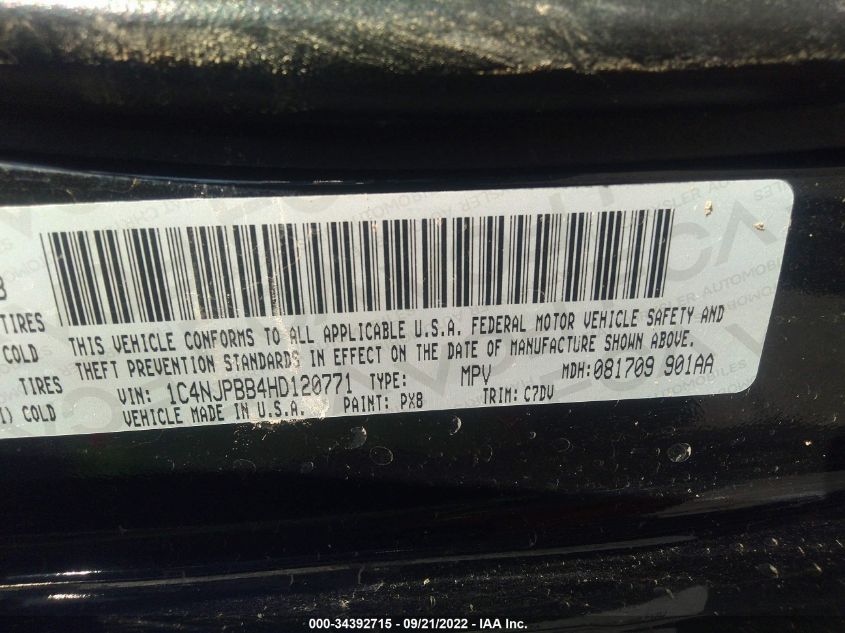 B
TIRES
COLD
TIRES
I) COLD
THIS VEHICLE CONFORMS TO ALL APPLICABLE U.S.A. FEDERAL MOTOR VEHICLE SAFETY AND
THEFT PREVENTION STANDARDS IN EFFECT ON THE DATE OF MANUFACTURE SHOWN ABOVE.
VIN: 1C4NJPBB4HD120771 TYPE: MPV MDH: 081709 901AA
VEHICLE MADE IN U.S.A. PAINT: PX8 TRIM: C7DV
000-34392715 - 09/21/2022 - IAA Inc.